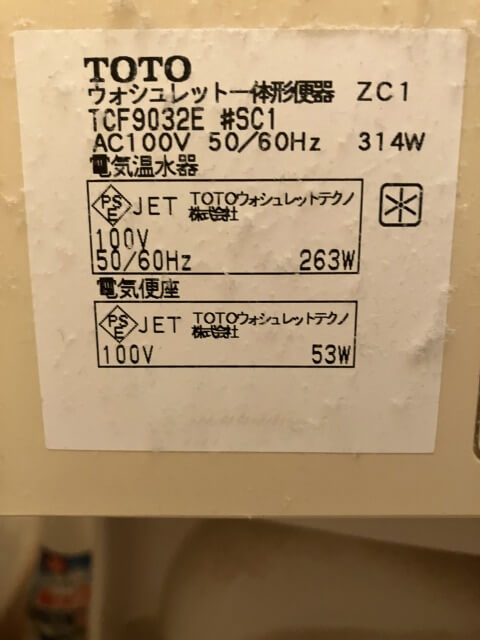 TOTO
ウォシュレット一体形便器 ZC1
TCF9032E #SC1
AC100V 50/60Hz 314W
電気温水器
PSE JET TOTOウォシュレットテクノ
株式会社
100V
50/60Hz 263W
電気便座
PSE JET TOTOウォシュレットテクノ
株式会社
100V 53W